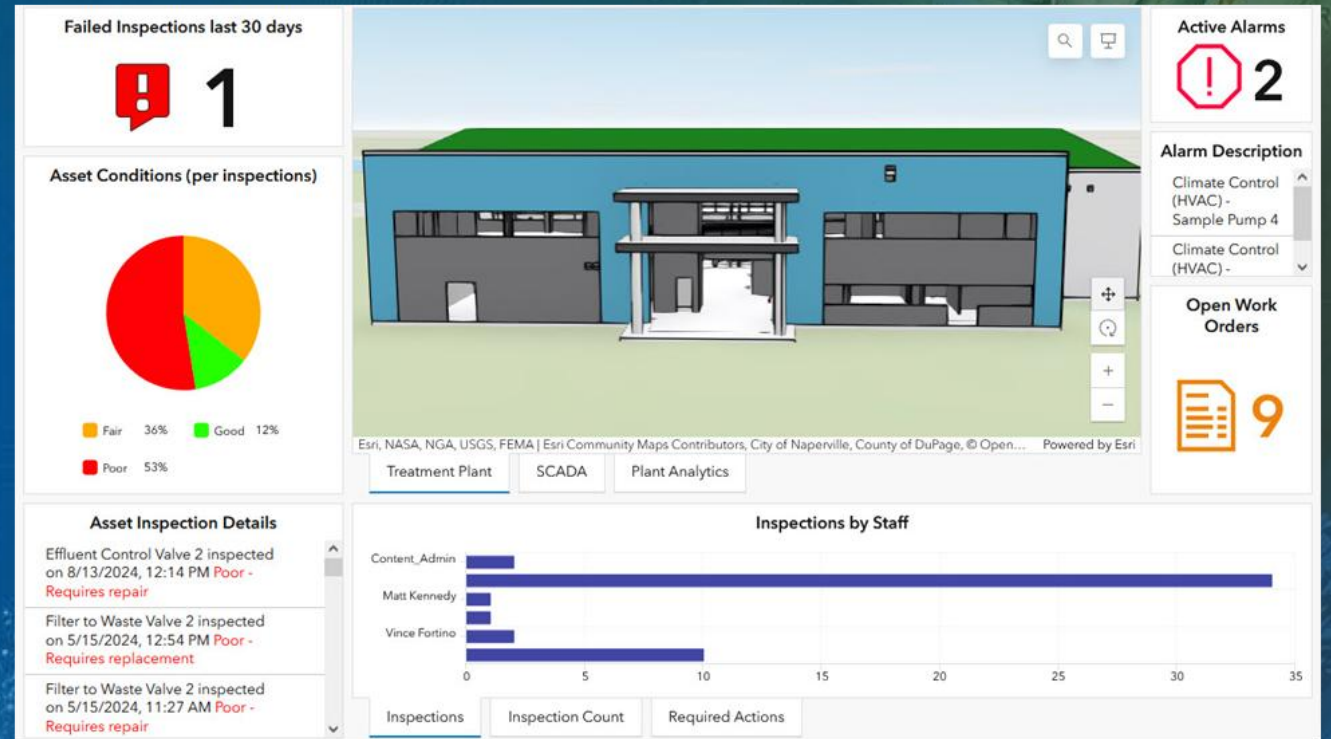 Failed Inspections last 30 days
1
Asset Conditions (per inspections)
Fair 36% Good 12%
Poor 53%
Esri, NASA, NGA, USGS, FEMA | Esri Community Maps Contributors, City of Naperville, County of DuPage, © Open... Powered by Esri
Treatment Plant SCADA Plant Analytics
Active Alarms
2
Alarm Description
Climate Control
(HVAC) -
Sample Pump 4
Climate Control
(HVAC) -
Open Work
Orders
9
Asset Inspection Details
Effluent Control Valve 2 inspected
on 8/13/2024, 12:14 PM Poor -
Requires repair
Filter to Waste Valve 2 inspected
on 5/15/2024, 12:54 PM Poor -
Requires replacement
Filter to Waste Valve 2 inspected
on 5/15/2024, 11:27 AM Poor -
Requires repair
Inspections by Staff
Content_Admin
Matt Kennedy
Vince Fortino
0 5 10 15 20 25 30 35
Inspections Inspection Count Required Actions